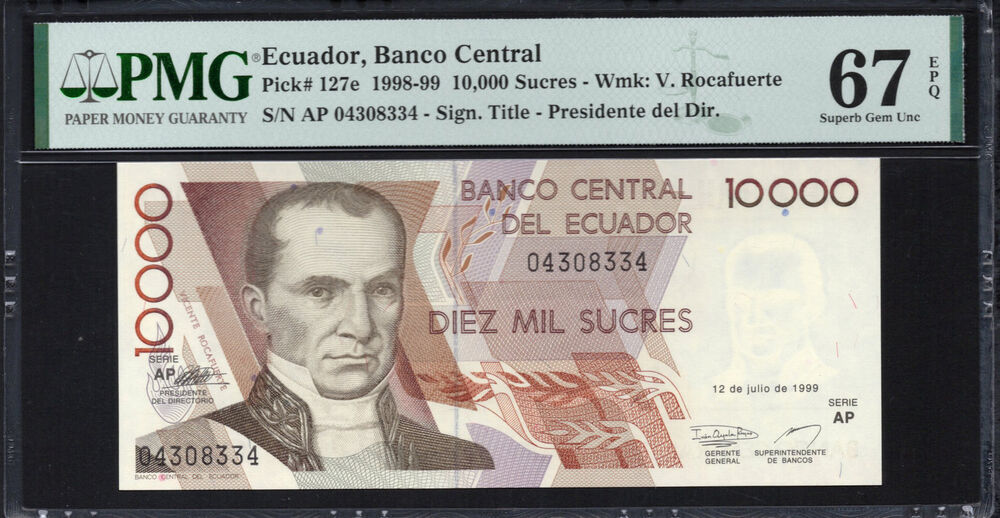 PMG®
PAPER MONEY GUARANTY
Ecuador, Banco Central
Pick# 127e 1998-99 10,000 Sucres - Wmk: V. Rocafuerte
S/N AP 04308334 - Sign. Title - Presidente del Dir.
67
EPQ
Superb Gem Unc
BANCO CENTRAL
DEL ECUADOR
10000
04308334
10000
DIEZ MIL SUCRES
VICENTE ROCAFUERTE
SERIE
AP
PRESIDENTE
DEL DIRECTORIO
12 de julio de 1999
SERIE
AP
GERENTE
GENERAL
SUPERINTENDENTE
DE BANCOS
04308334
BANCO CENTRAL DEL ECUADOR